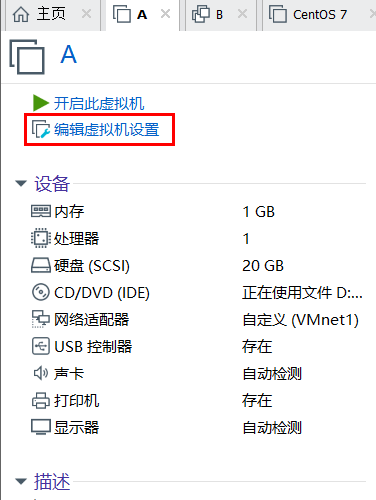 主页 A B CentOS 7
A
开启此虚拟机
编辑虚拟机设置
设备
内存 1 GB
处理器 1
硬盘 (SCSI) 20 GB
CD/DVD (IDE) 正在使用文件 D:...
网络适配器 自定义 (VMnet1)
USB 控制器 存在
声卡 自动检测
打印机 存在
显示器 自动检测
描述